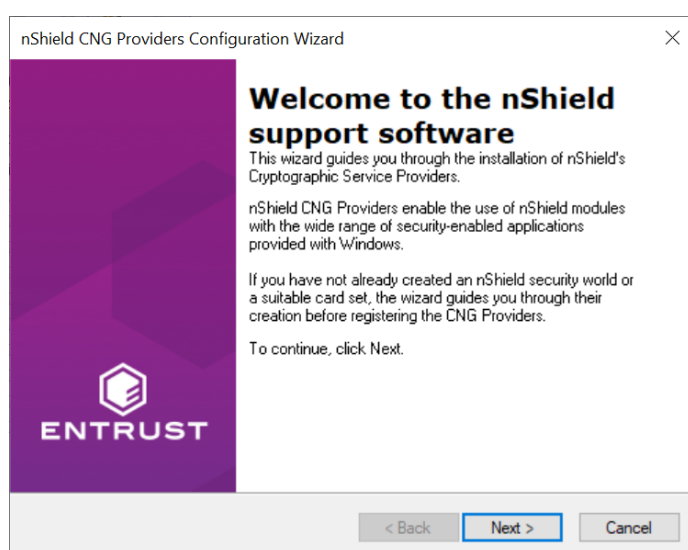 nShield CNG Providers Configuration Wizard
Welcome to the nShield
support software
This wizard guides you through the installation of nShield's
Cryptographic Service Providers.
nShield CNG Providers enable the use of nShield modules
with the wide range of security-enabled applications
provided with Windows.
If you have not already created an nShield security world or
a suitable card set, the wizard guides you through their
creation before registering the CNG Providers.
To continue, click Next.
ENTRUST
< Back Next > Cancel